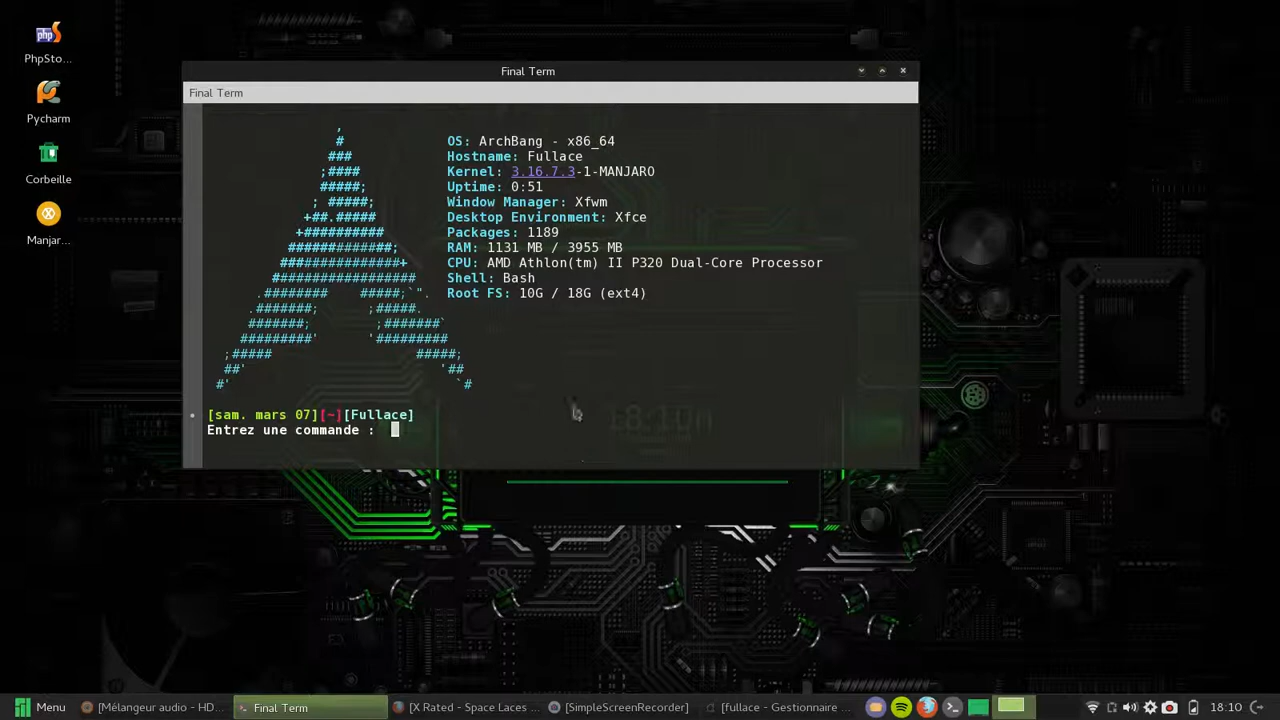 PhpSto...
Pycharm
Corbeille
Manjar...
Final Term
Final Term
OS: ArchBang - x86_64
Hostname: Fullace
Kernel: 3.16.7.3-1-MANJARO
Uptime: 0:51
Window Manager: Xfwm
Desktop Environment: Xfce
Packages: 1189
RAM: 1131 MB / 3955 MB
CPU: AMD Athlon(tm) II P320 Dual-Core Processor
Shell: Bash
Root FS: 10G / 18G (ext4)
[sam. mars 07][~][Fullace]
Entrez une commande :
18:10m
Menu
[Mélangeur audio - HD ...
Final Term
[X Rated - Space Laces ...
[SimpleScreenRecorder]
[fullace - Gestionnaire ...
18:10